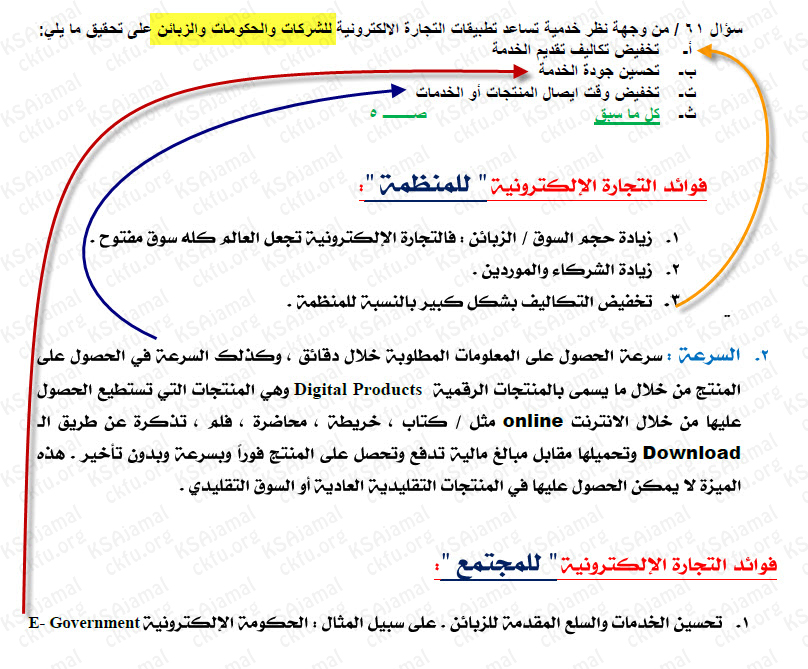 سؤال ٦١ / من وجهة نظر خدمية تساعد تطبيقات التجارة الالكترونية للشركات والحكومات والزبائن على تحقيق ما يلي:
أ- تخفيض تكاليف تقديم الخدمة
ب- تحسين جودة الخدمة
ت- تخفيض وقت ايصال المنتجات أو الخدمات
ث- كل ما سبق صــــ ٥
فوائد التجارة الإلكترونية " للمنظمة ":
١. زيادة حجم السوق / الزبائن : فالتجارة الإلكترونية تجعل العالم كله سوق مفتوح .
٢. زيادة الشركاء والموردين .
٣. تخفيض التكاليف بشكل كبير بالنسبة للمنظمة .
٢. السرعة : سرعة الحصول على المعلومات المطلوبة خلال دقائق ، وكذلك السرعة في الحصول على
المنتج من خلال ما يسمى بالمنتجات الرقمية Digital Products وهي المنتجات التي تستطيع الحصول
عليها من خلال الانترنت online مثل / كتاب ، خريطة ، محاضرة ، فلم ، تذكرة عن طريق الـ
Download وتحميلها مقابل مبالغ مالية تدفع وتحصل على المنتج فوراً وبسرعة وبدون تأخير . هذه
الميزة لا يمكن الحصول عليها في المنتجات التقليدية العادية أو السوق التقليدي .
فوائد التجارة الإلكترونية " للمجتمع ":
١. تحسين الخدمات والسلع المقدمة للزبائن . على سبيل المثال : الحكومة الإلكترونية E- Government
KSAjamal
ckfu.org